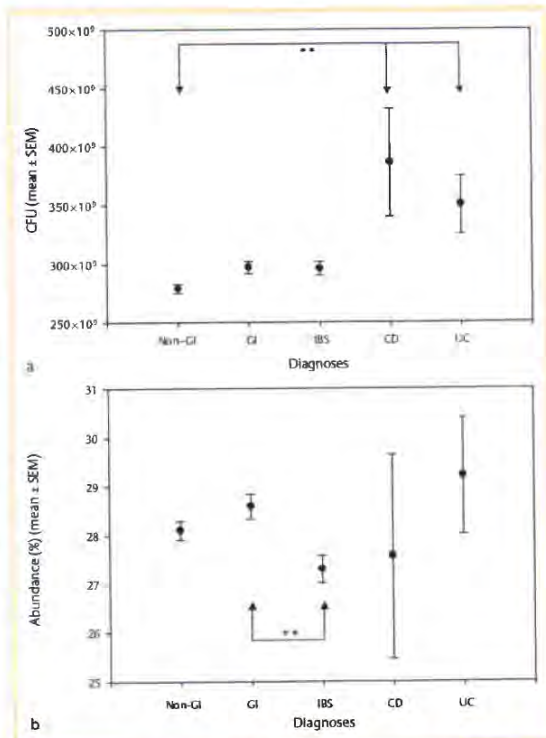 500×10⁹
450×10⁹
400×10⁹
350×10⁹
300×10⁹
250×10⁹
CFU (mean ± SEM)
**
Non-GI GI IBS CD UC
Diagnoses
a
31
30
29
28
27
26
25
Abundance (%) (mean ± SEM)
**
Non-GI GI IBS CD UC
Diagnoses
b